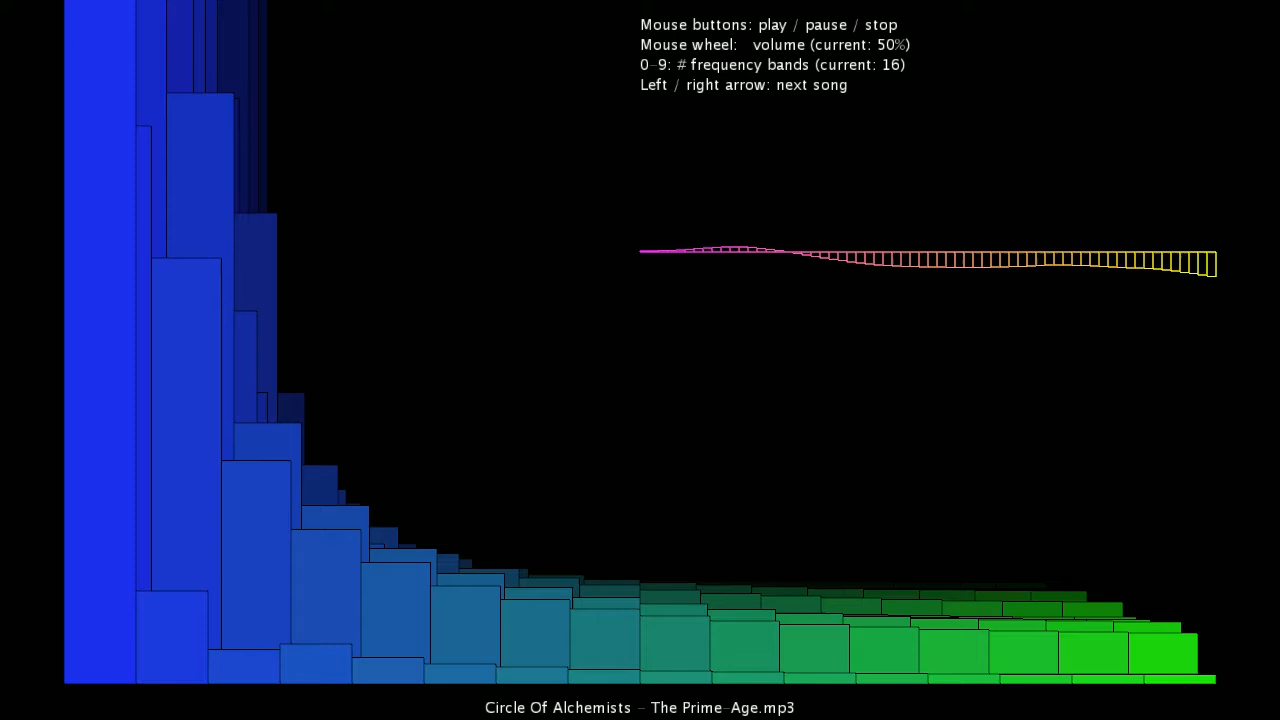 Mouse buttons: play / pause / stop
Mouse wheel: volume (current: 50%)
0-9: # frequency bands (current: 16)
Left / right arrow: next song
Circle Of Alchemists - The Prime-Age.mp3